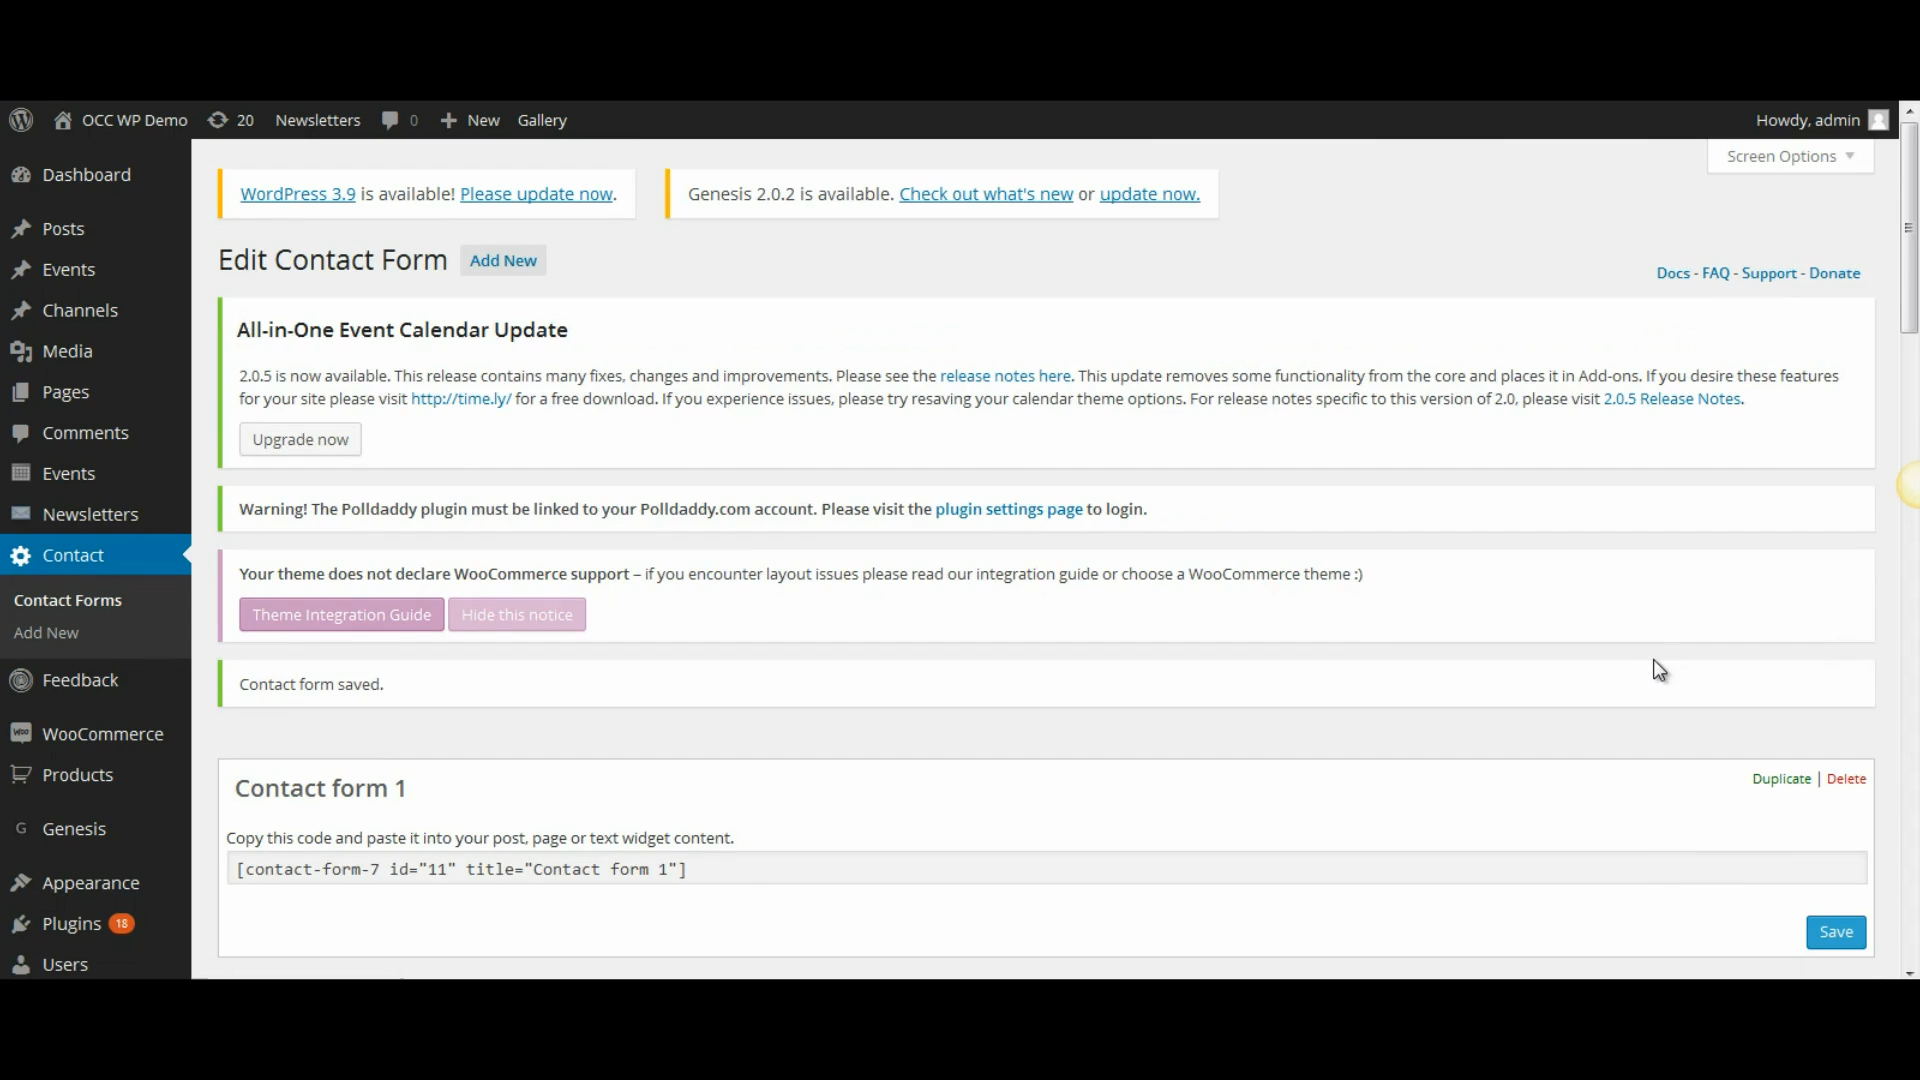 OCC WP Demo 20 Newsletters 0 New Gallery Howdy, admin
Screen Options
Dashboard
Posts
Events
Channels
Media
Pages
Comments
Events
Newsletters
Contact
Contact Forms
Add New
Feedback
WooCommerce
Products
Genesis
Appearance
Plugins 18
Users
WordPress 3.9 is available! Please update now.
Genesis 2.0.2 is available. Check out what's new or update now.
Edit Contact Form Add New
Docs - FAQ - Support - Donate
All-in-One Event Calendar Update
2.0.5 is now available. This release contains many fixes, changes and improvements. Please see the release notes here. This update removes some functionality from the core and places it in Add-ons. If you desire these features
for your site please visit http://time.ly/ for a free download. If you experience issues, please try resaving your calendar theme options. For release notes specific to this version of 2.0, please visit 2.0.5 Release Notes.
Upgrade now
Warning! The Polldaddy plugin must be linked to your Polldaddy.com account. Please visit the plugin settings page to login.
Your theme does not declare WooCommerce support – if you encounter layout issues please read our integration guide or choose a WooCommerce theme :)
Theme Integration Guide Hide this notice
Contact form saved.
Contact form 1
Duplicate | Delete
Copy this code and paste it into your post, page or text widget content.
[contact-form-7 id="11" title="Contact form 1"]
Save